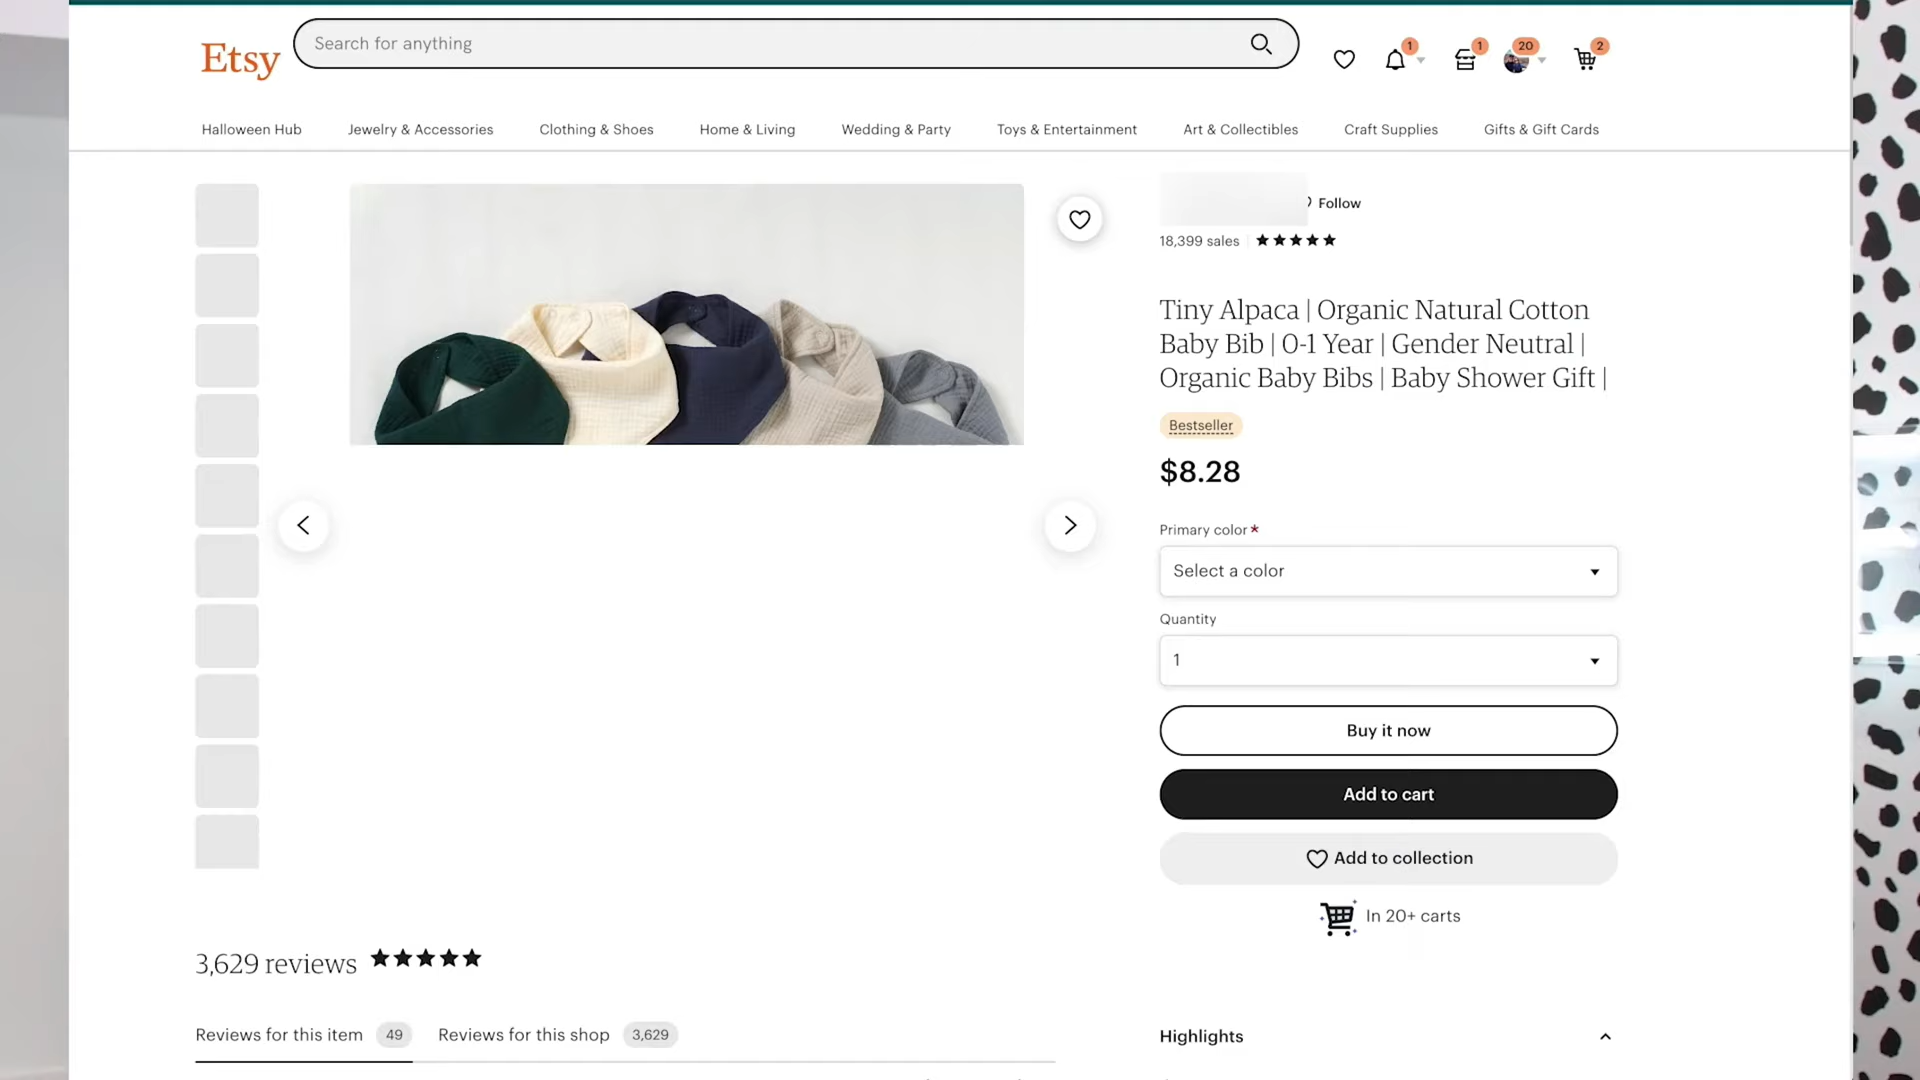 Etsy
Search for anything
1
1
20
2
Halloween Hub
Jewelry & Accessories
Clothing & Shoes
Home & Living
Wedding & Party
Toys & Entertainment
Art & Collectibles
Craft Supplies
Gifts & Gift Cards
Follow
18,399 sales
Tiny Alpaca | Organic Natural Cotton
Baby Bib | 0-1 Year | Gender Neutral |
Organic Baby Bibs | Baby Shower Gift |
Bestseller
$8.28
Primary color *
Select a color
Quantity
1
Buy it now
Add to cart
Add to collection
In 20+ carts
3,629 reviews
Reviews for this item 49
Reviews for this shop 3,629
Highlights